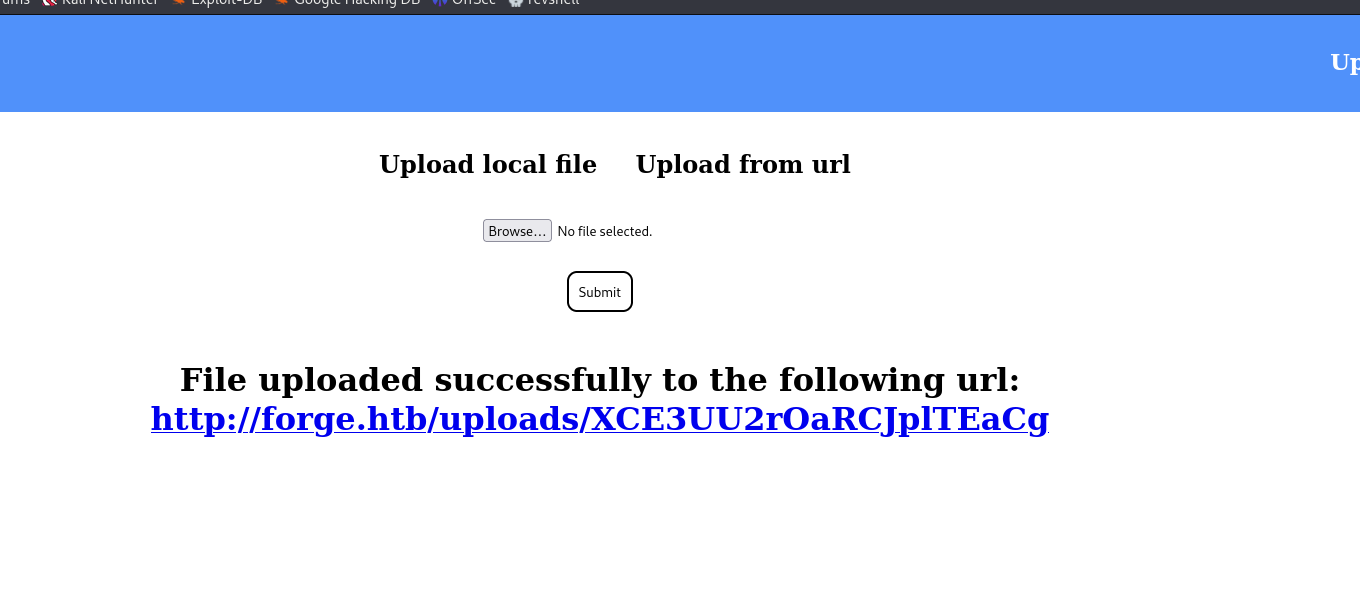 Kali NetHunter Exploit-DB Google Hacking DB OffSec revshell
Up
Upload local file Upload from url
Browse... No file selected.
Submit
File uploaded successfully to the following url:
http://forge.htb/uploads/XCE3UU2rOaRCJplTEaCg